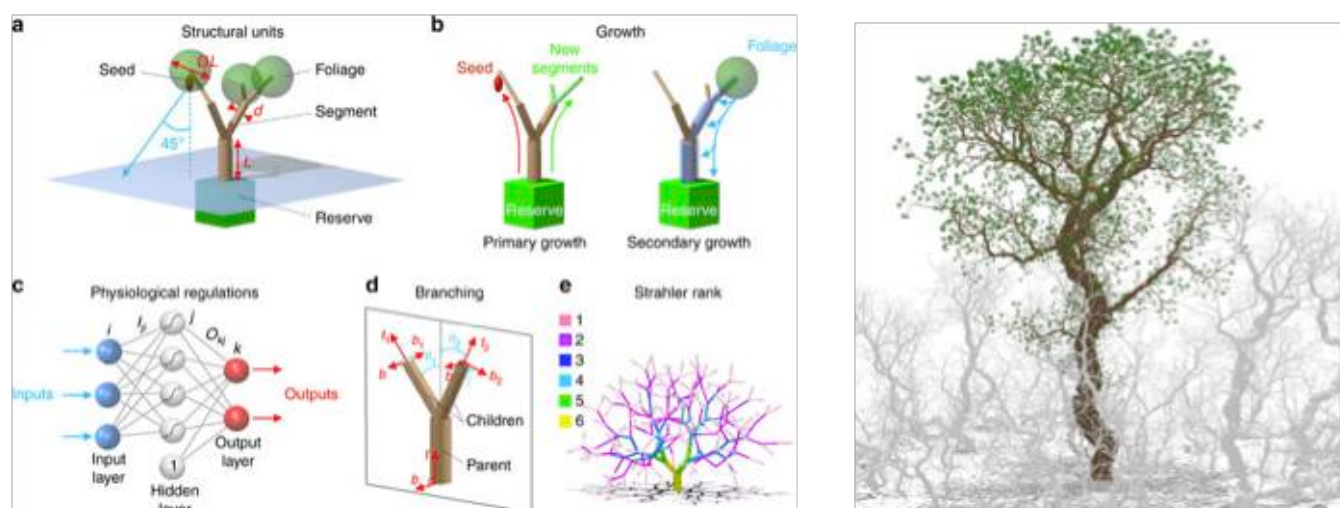 a
Structural units
Seed
Foliage
Segment
d
45°
L
Reserve
b
Growth
Seed
New
segments
Foliage
Reserve
Reserve
Primary growth
Secondary growth
c
Physiological regulations
i
j
k
Inputs
Outputs
Input
layer
1
Hidden
Output
layer
d
Branching
Children
Parent
e
Strahler rank
1
2
3
4
5
6